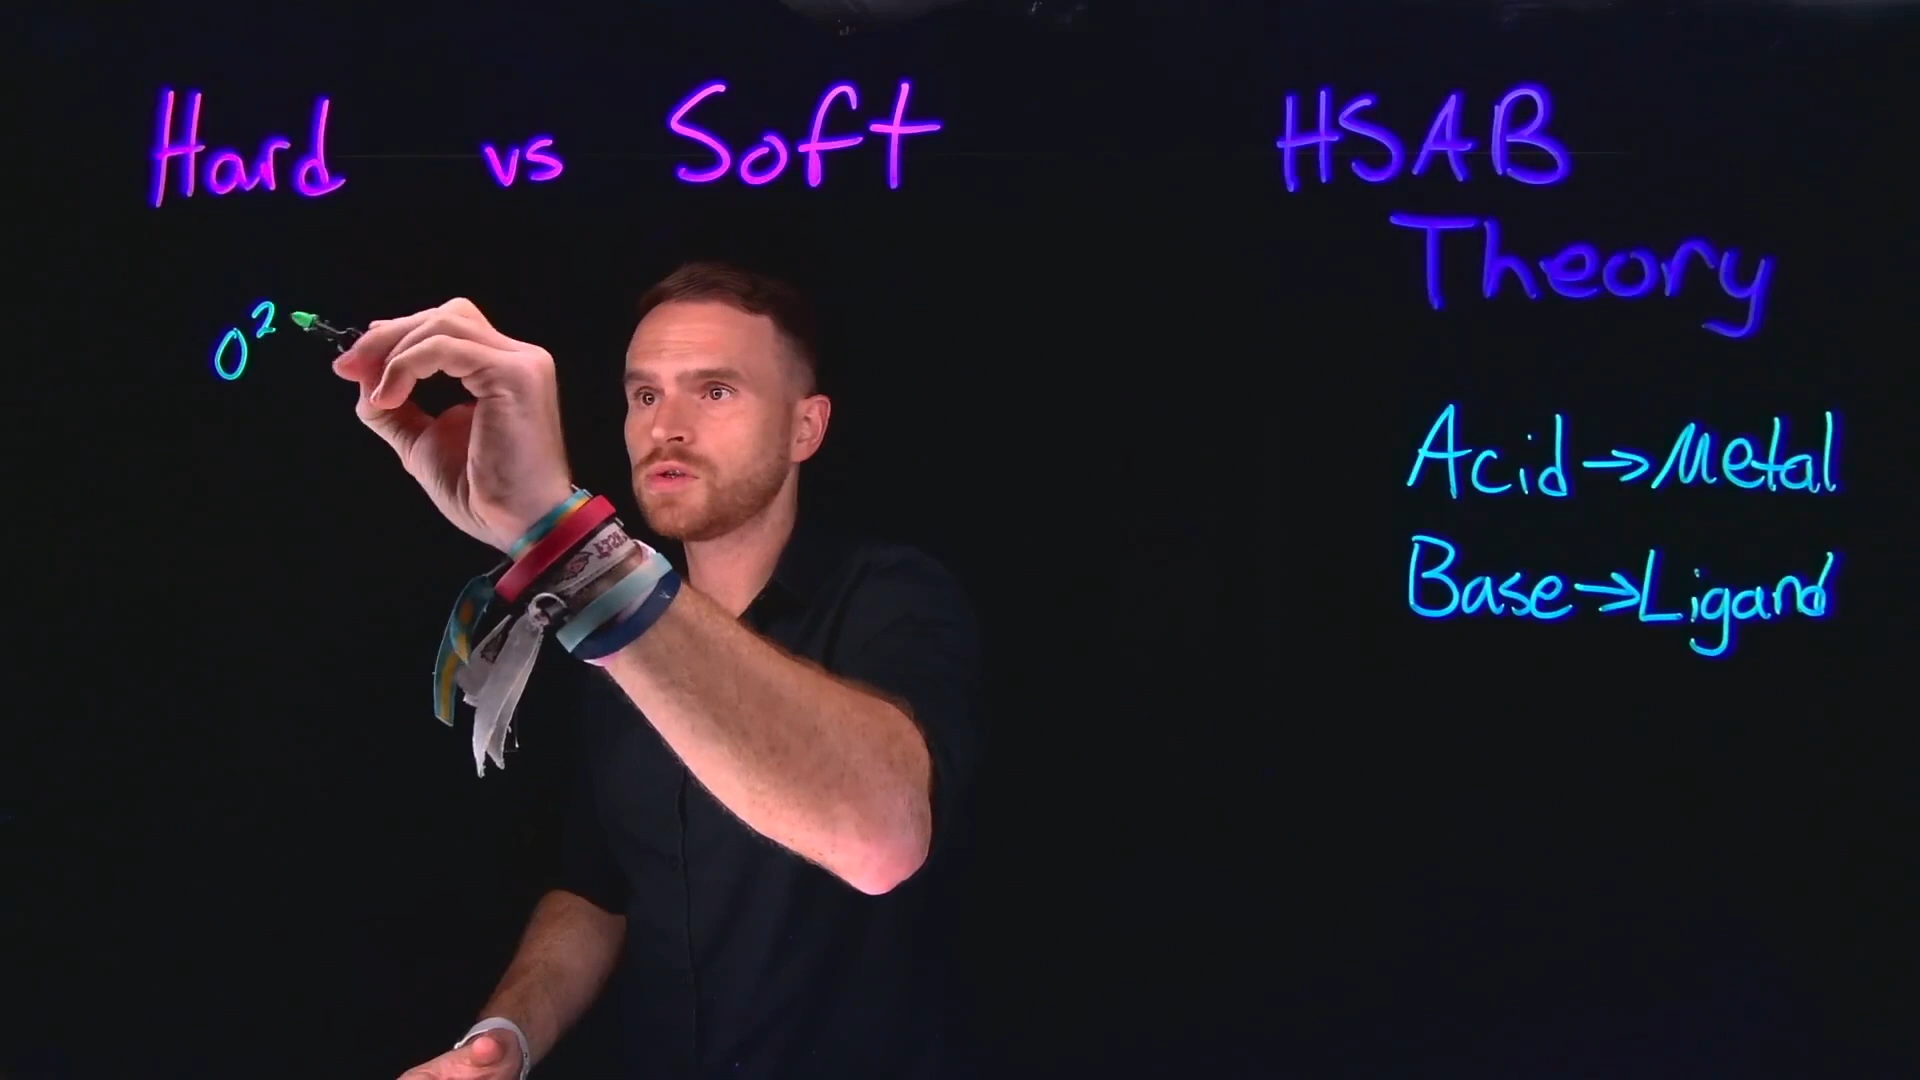 Hard vs Soft
HSAB
Theory
O²
Acid→Metal
Base→Ligand